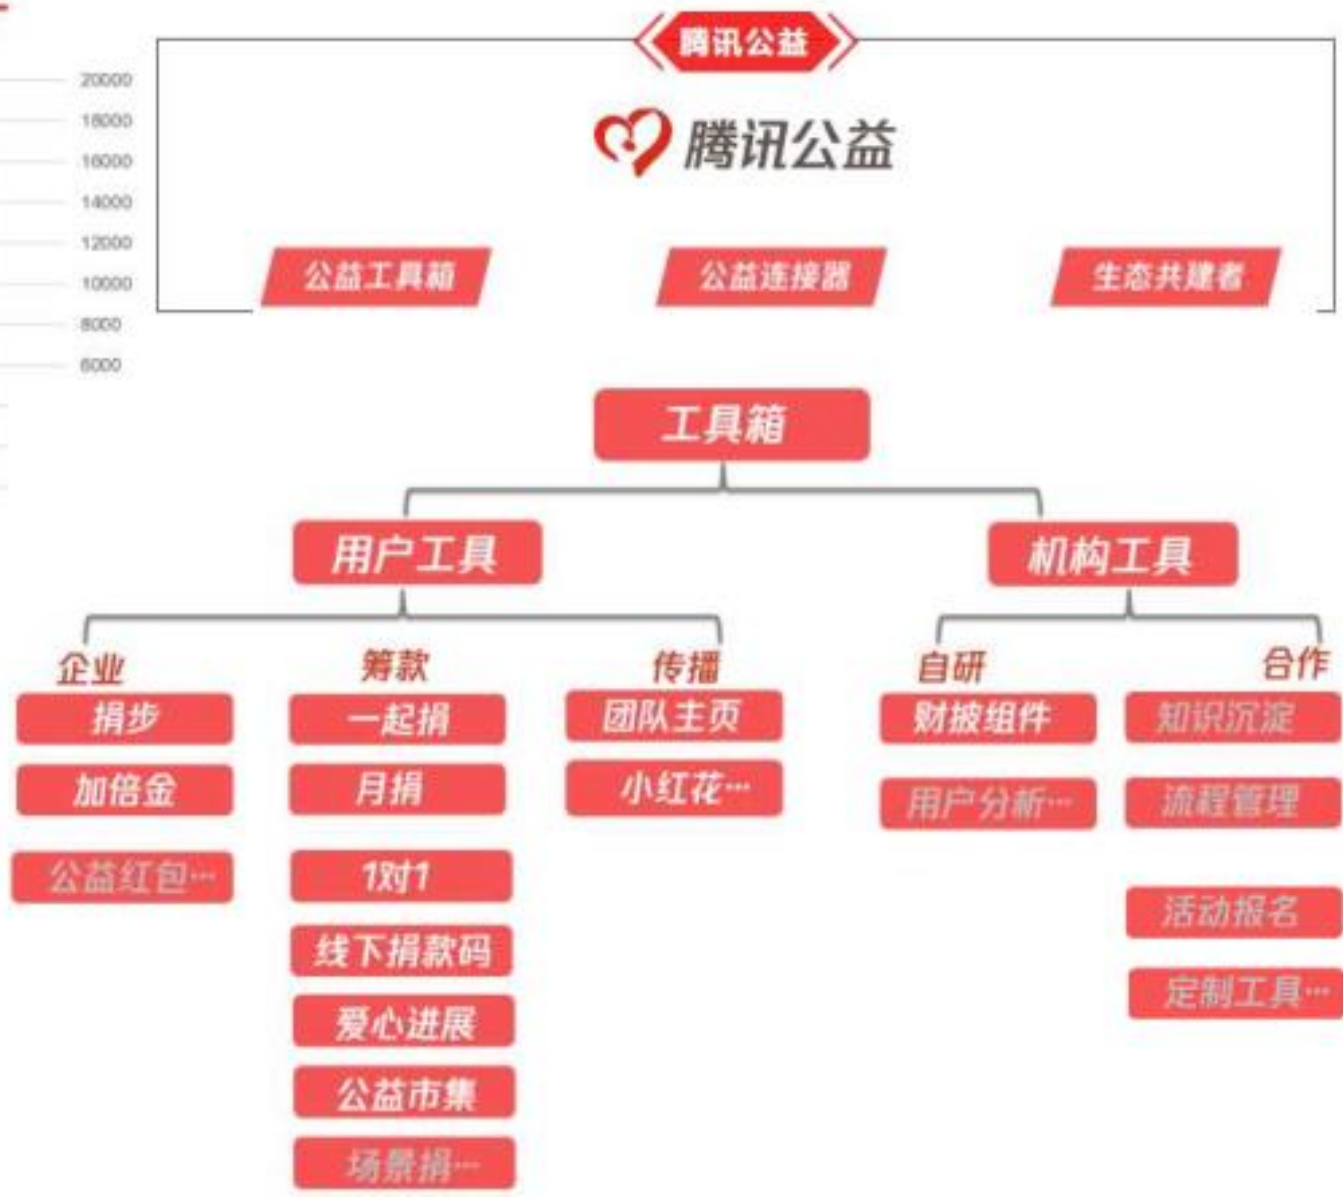 腾讯公益
腾讯公益
20000
18000
16000
14000
12000
10000
8000
6000
公益工具箱
公益连接器
生态共建者
工具箱
用户工具
机构工具
企业
筹款
传播
自研
合作
捐步
一起捐
团队主页
财披组件
知识沉淀
加倍金
月捐
小红花…
用户分析…
流程管理
公益红包…
1对1
活动报名
线下捐款码
定制工具…
爱心进展
公益市集
场景捐…